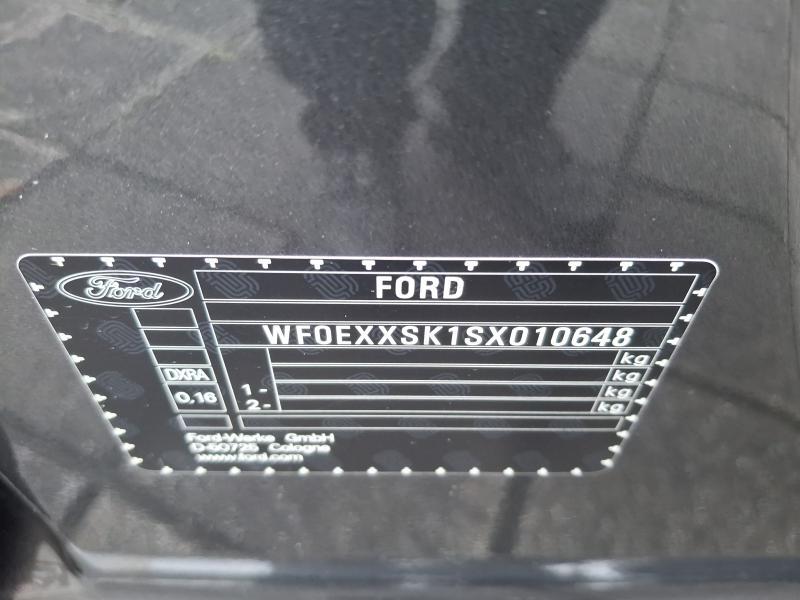 Ford
FORD
WF0EXXSK1SX010648
kg
DXRA
kg
0,16
1-
kg
2-
Ford-Werke GmbH
D-50725 Cologne
www.ford.com